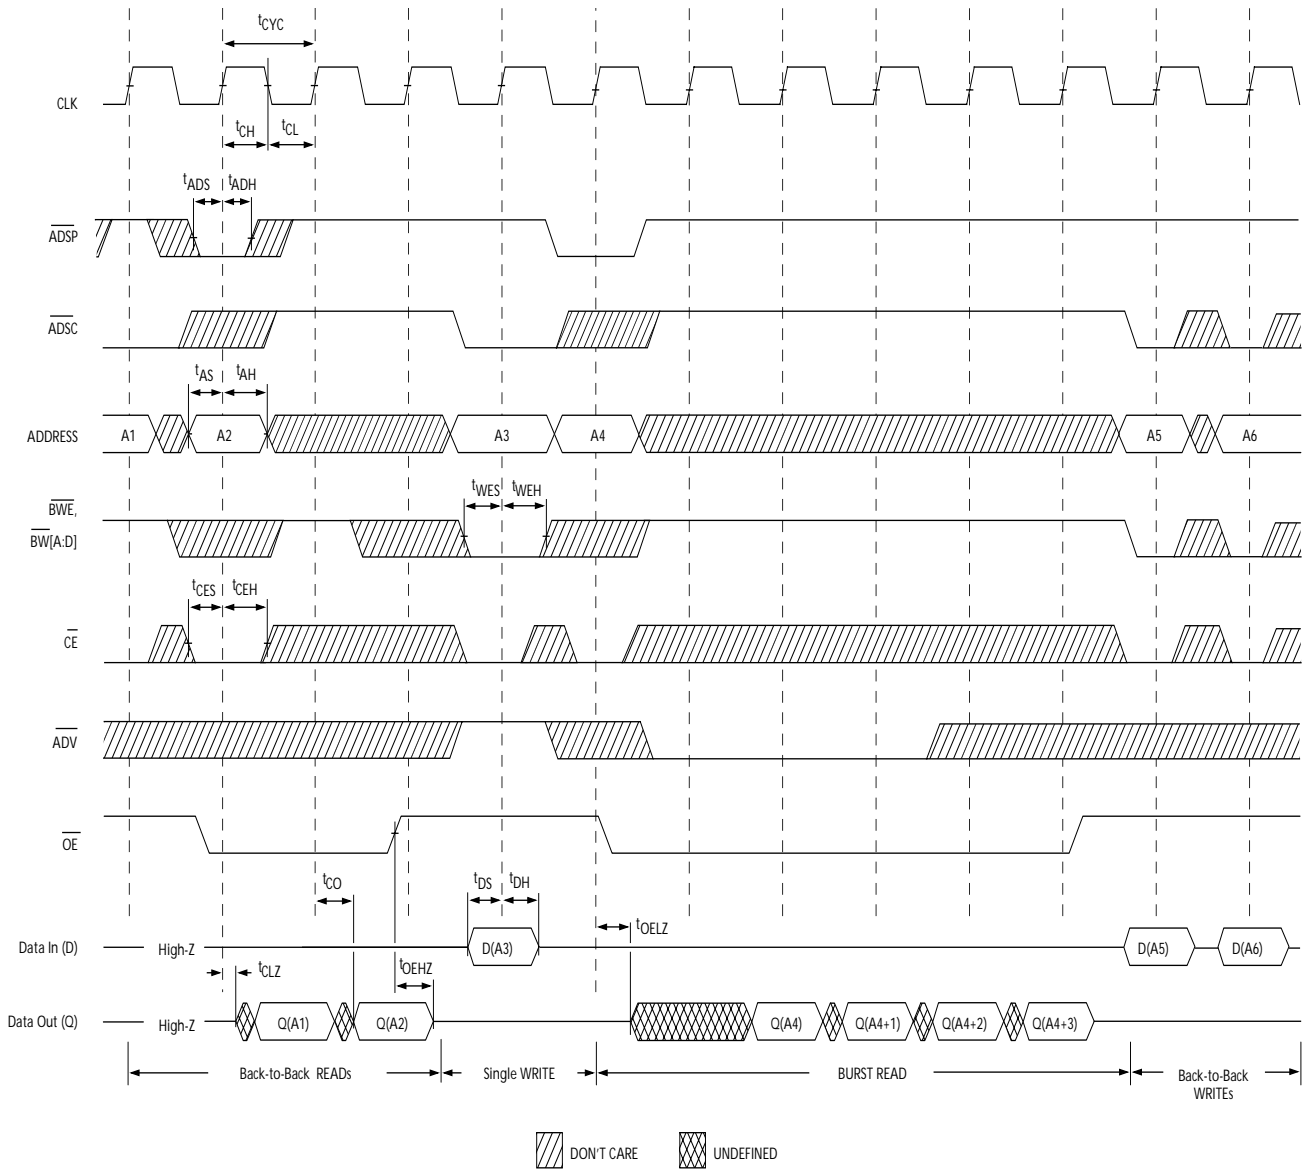 tCYC
CLK
tCH
tCL
tADS
tADH
ADSP
ADSC
tAS
tAH
ADDRESS
A1
A2
A3
A4
A5
A6
tWES
tWEH
BWE,
BW[A:D]
tCES
tCEH
CE
ADV
OE
tCO
tDS
tDH
tOELZ
Data In (D)
High-Z
D(A3)
D(A5)
D(A6)
tCLZ
tOEHZ
Data Out (Q)
High-Z
Q(A1)
Q(A2)
Q(A4)
Q(A4+1)
Q(A4+2)
Q(A4+3)
Back-to-Back READs
Single WRITE
BURST READ
Back-to-Back
WRITEs
DON'T CARE
UNDEFINED